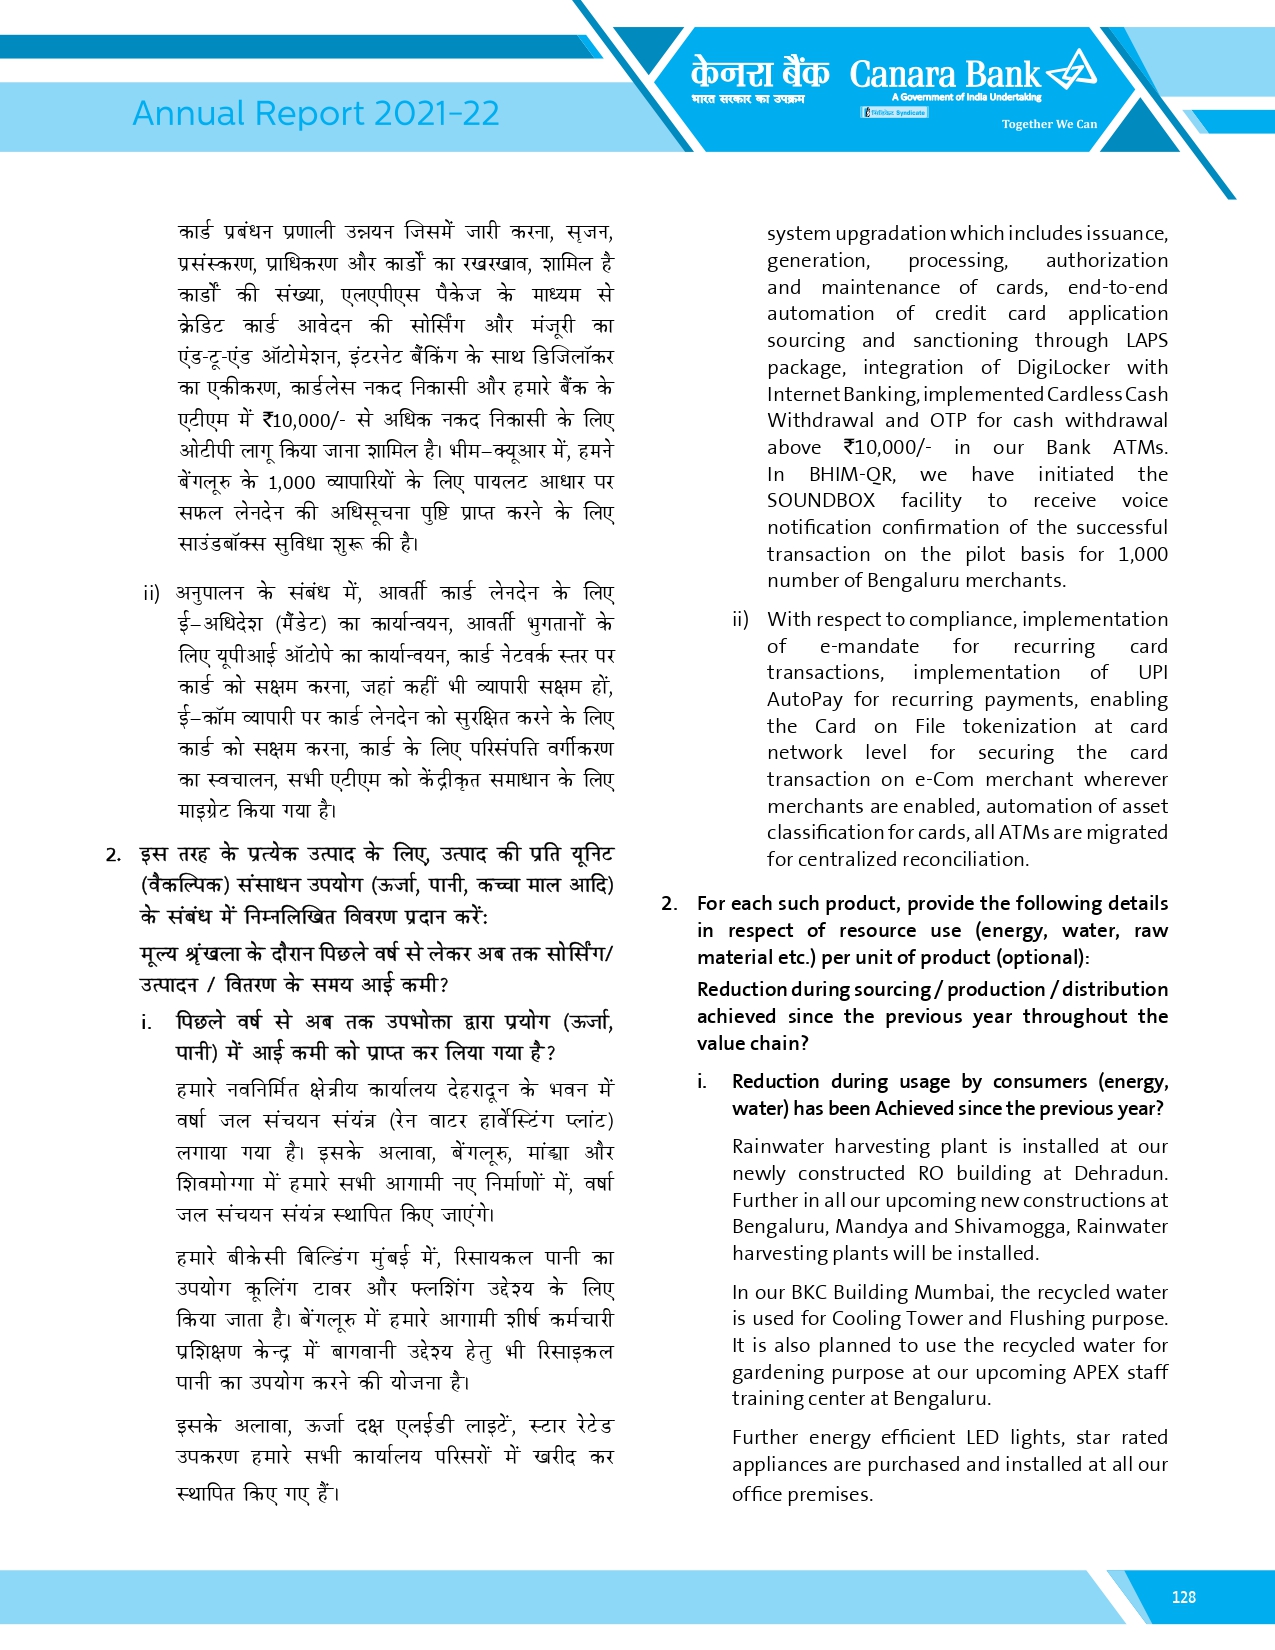 Annual Report 2021-22
केनरा बैंक Canara Bank
भारत सरकार का उपक्रम
A Government of India Undertaking
Syndicate
Together We Can
कार्ड प्रबंधन प्रणाली उन्नयन जिसमें जारी करना, सृजन,
प्रसंस्करण, प्राधिकरण और कार्डों का रखरखाव, शामिल है
कार्डों की संख्या, एलएपीएस पैकेज के माध्यम से
क्रेडिट कार्ड आवेदन की सोर्सिंग और मंजूरी का
एंड-टू-एंड ऑटोमेशन, इंटरनेट बैंकिंग के साथ डिजिलॉकर
का एकीकरण, कार्डलेस नकद निकासी और हमारे बैंक के
एटीएम में ₹10,000/- से अधिक नकद निकासी के लिए
ओटीपी लागू किया जाना शामिल है। भीम–क्यूआर में, हमने
बेंगलूरु के 1,000 व्यापारियों के लिए पायलट आधार पर
सफल लेनदेन की अधिसूचना पुष्टि प्राप्त करने के लिए
साउंडबॉक्स सुविधा शुरू की है।
ii) अनुपालन के संबंध में, आवर्ती कार्ड लेनदेन के लिए
ई–अधिदेश (मैंडेट) का कार्यान्वयन, आवर्ती भुगतानों के
लिए यूपीआई ऑटोपे का कार्यान्वयन, कार्ड नेटवर्क स्तर पर
कार्ड को सक्षम करना, जहां कहीं भी व्यापारी सक्षम हों,
ई–कॉम व्यापारी पर कार्ड लेनदेन को सुरक्षित करने के लिए
कार्ड को सक्षम करना, कार्ड के लिए परिसंपत्ति वर्गीकरण
का स्वचालन, सभी एटीएम को केंद्रीकृत समाधान के लिए
माइग्रेट किया गया है।
2. इस तरह के प्रत्येक उत्पाद के लिए, उत्पाद की प्रति यूनिट
(वैकल्पिक) संसाधन उपयोग (ऊर्जा, पानी, कच्चा माल आदि)
के संबंध में निम्नलिखित विवरण प्रदान करें:
मूल्य श्रृंखला के दौरान पिछले वर्ष से लेकर अब तक सोर्सिंग/
उत्पादन / वितरण के समय आई कमी?
i. पिछले वर्ष से अब तक उपभोक्ता द्वारा प्रयोग (ऊर्जा,
पानी) में आई कमी को प्राप्त कर लिया गया है?
हमारे नवनिर्मित क्षेत्रीय कार्यालय देहरादून के भवन में
वर्षा जल संचयन संयंत्र (रेन वाटर हार्वेस्टिंग प्लांट)
लगाया गया है। इसके अलावा, बेंगलूरु, मांड्या और
शिवमोग्गा में हमारे सभी आगामी नए निर्माणों में, वर्षा
जल संचयन संयंत्र स्थापित किए जाएंगे।
हमारे बीकेसी बिल्डिंग मुंबई में, रिसायकल पानी का
उपयोग कूलिंग टावर और फ्लशिंग उद्देश्य के लिए
किया जाता है। बेंगलूरु में हमारे आगामी शीर्ष कर्मचारी
प्रशिक्षण केन्द्र में बागवानी उद्देश्य हेतु भी रिसाइकल
पानी का उपयोग करने की योजना है।
इसके अलावा, ऊर्जा दक्ष एलईडी लाइटें, स्टार रेटेड
उपकरण हमारे सभी कार्यालय परिसरों में खरीद कर
स्थापित किए गए हैं।
system upgradation which includes issuance,
generation, processing, authorization
and maintenance of cards, end-to-end
automation of credit card application
sourcing and sanctioning through LAPS
package, integration of DigiLocker with
Internet Banking, implemented Cardless Cash
Withdrawal and OTP for cash withdrawal
above ₹10,000/- in our Bank ATMs.
In BHIM-QR, we have initiated the
SOUNDBOX facility to receive voice
notification confirmation of the successful
transaction on the pilot basis for 1,000
number of Bengaluru merchants.
ii) With respect to compliance, implementation
of e-mandate for recurring card
transactions, implementation of UPI
AutoPay for recurring payments, enabling
the Card on File tokenization at card
network level for securing the card
transaction on e-Com merchant wherever
merchants are enabled, automation of asset
classification for cards, all ATMs are migrated
for centralized reconciliation.
2. For each such product, provide the following details
in respect of resource use (energy, water, raw
material etc.) per unit of product (optional):
Reduction during sourcing / production / distribution
achieved since the previous year throughout the
value chain?
i. Reduction during usage by consumers (energy,
water) has been Achieved since the previous year?
Rainwater harvesting plant is installed at our
newly constructed RO building at Dehradun.
Further in all our upcoming new constructions at
Bengaluru, Mandya and Shivamogga, Rainwater
harvesting plants will be installed.
In our BKC Building Mumbai, the recycled water
is used for Cooling Tower and Flushing purpose.
It is also planned to use the recycled water for
gardening purpose at our upcoming APEX staff
training center at Bengaluru.
Further energy efficient LED lights, star rated
appliances are purchased and installed at all our
office premises.
128